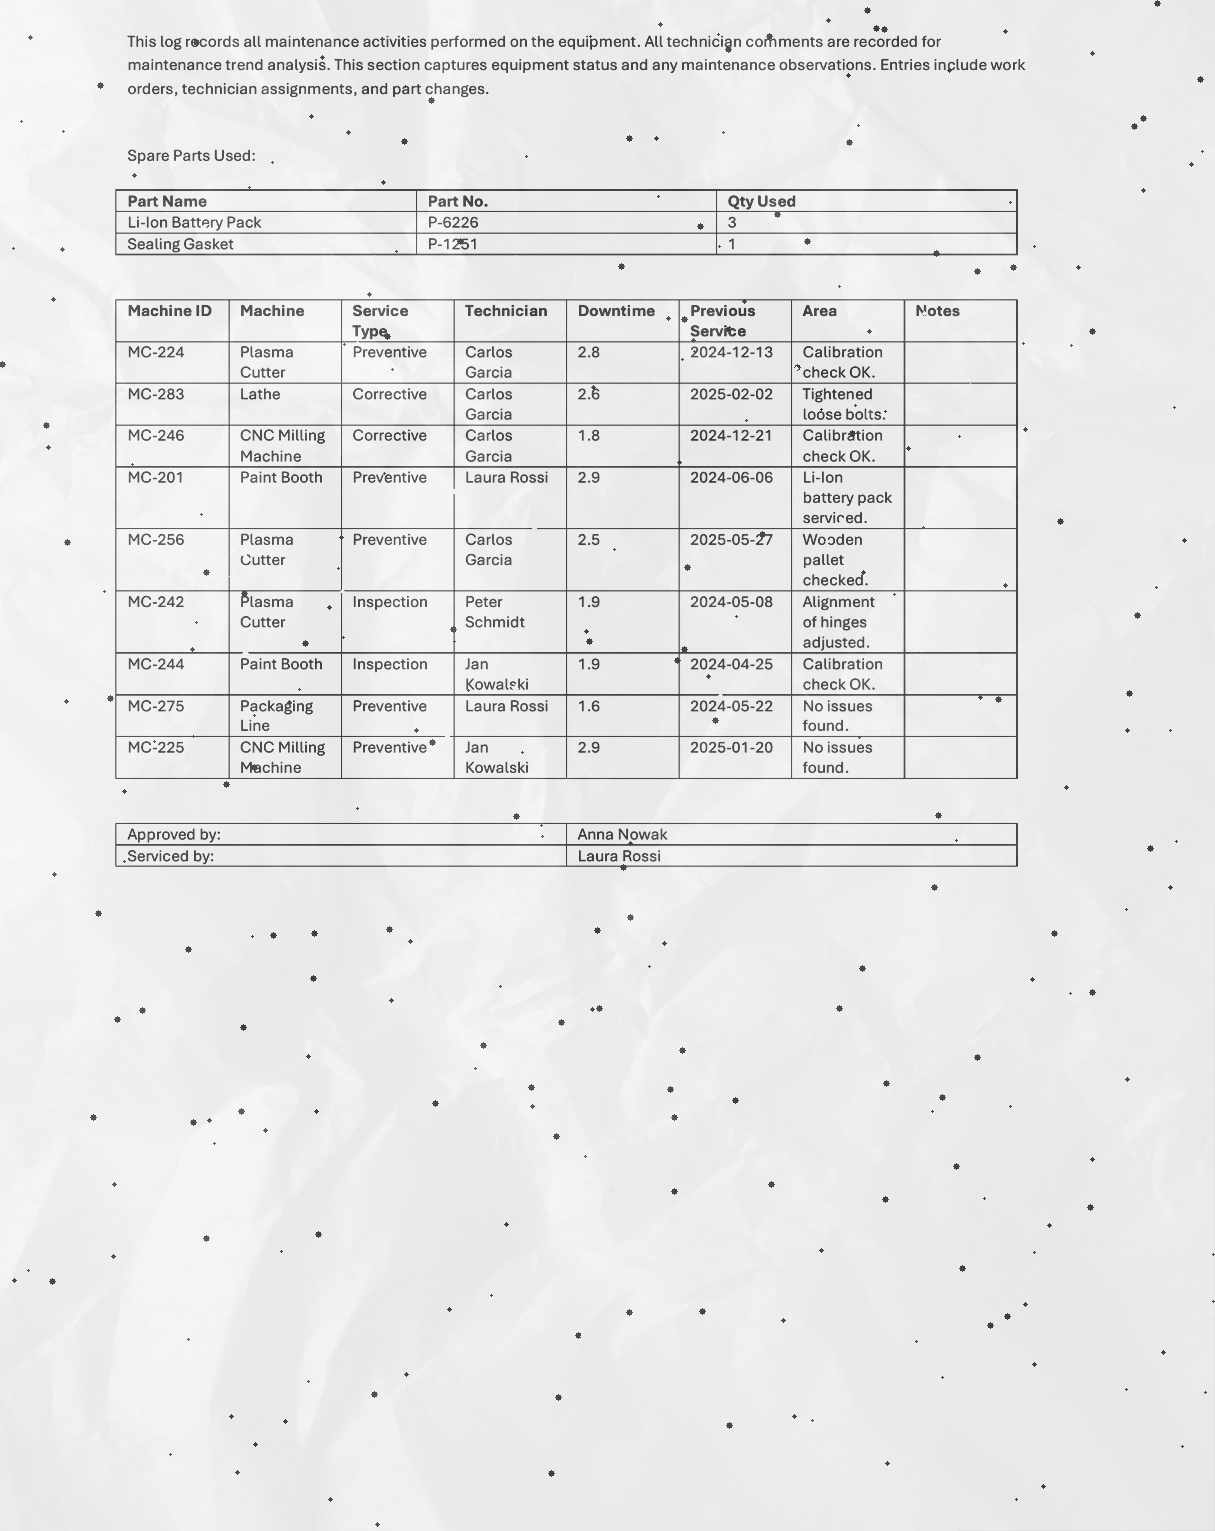 This log records all maintenance activities performed on the equipment. All technician comments are recorded for
maintenance trend analysis. This section captures equipment status and any maintenance observations. Entries include work
orders, technician assignments, and part changes.
Spare Parts Used:
Part Name Part No. Qty Used
Li-Ion Battery Pack P-6226 3
Sealing Gasket P-1251 1
Machine ID Machine Service Technician Downtime Previous Area Notes
Type Service
MC-224 Plasma Preventive Carlos 2.8 2024-12-13 Calibration
Cutter Garcia check OK.
MC-283 Lathe Corrective Carlos 2.6 2025-02-02 Tightened
Garcia loose bolts.
MC-246 CNC Milling Corrective Carlos 1.8 2024-12-21 Calibration
Machine Garcia check OK.
MC-201 Paint Booth Preventive Laura Rossi 2.9 2024-06-06 Li-Ion
battery pack
serviced.
MC-256 Plasma Preventive Carlos 2.5 2025-05-27 Wooden
Cutter Garcia pallet
checked.
MC-242 Plasma Inspection Peter 1.9 2024-05-08 Alignment
Cutter Schmidt of hinges
adjusted.
MC-244 Paint Booth Inspection Jan 1.9 2024-04-25 Calibration
Kowalski check OK.
MC-275 Packaging Preventive Laura Rossi 1.6 2024-05-22 No issues
Line found.
MC-225 CNC Milling Preventive Jan 2.9 2025-01-20 No issues
Machine Kowalski found.
Approved by: Anna Nowak
Serviced by: Laura Rossi